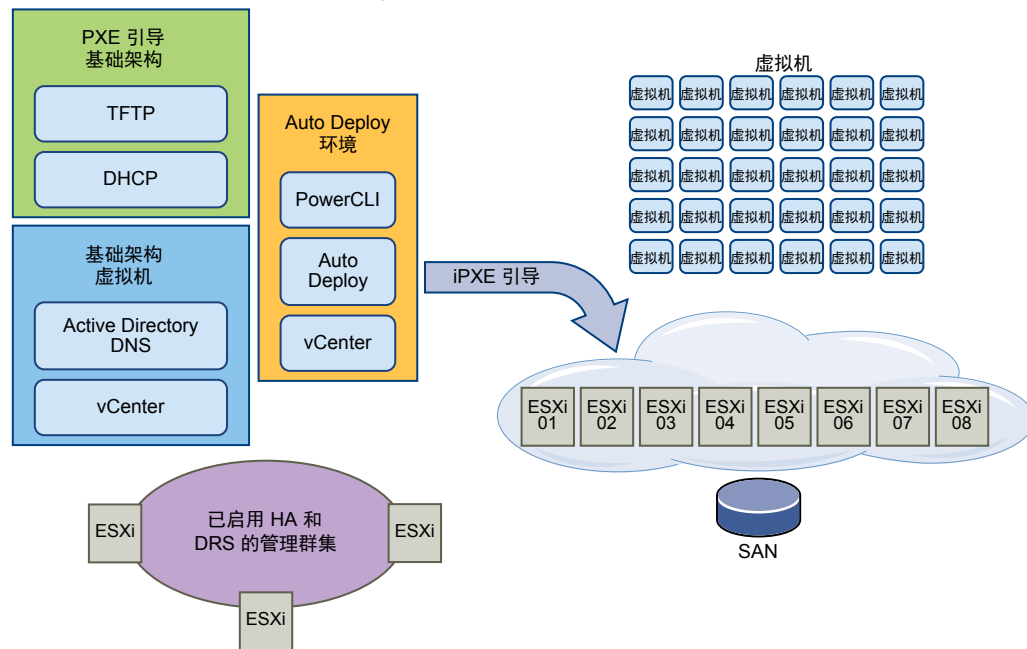 PXE 引导
基础架构
TFTP
DHCP
基础架构
虚拟机
Active Directory
DNS
vCenter
Auto Deploy
环境
PowerCLI
Auto
Deploy
vCenter
iPXE 引导
虚拟机
虚拟机 虚拟机 虚拟机 虚拟机 虚拟机 虚拟机
虚拟机 虚拟机 虚拟机 虚拟机 虚拟机 虚拟机
虚拟机 虚拟机 虚拟机 虚拟机 虚拟机 虚拟机
虚拟机 虚拟机 虚拟机 虚拟机 虚拟机 虚拟机
虚拟机 虚拟机 虚拟机 虚拟机 虚拟机 虚拟机
ESXi
01
ESXi
02
ESXi
03
ESXi
04
ESXi
05
ESXi
06
ESXi
07
ESXi
08
SAN
ESXi
已启用 HA 和
DRS 的管理群集
ESXi
ESXi